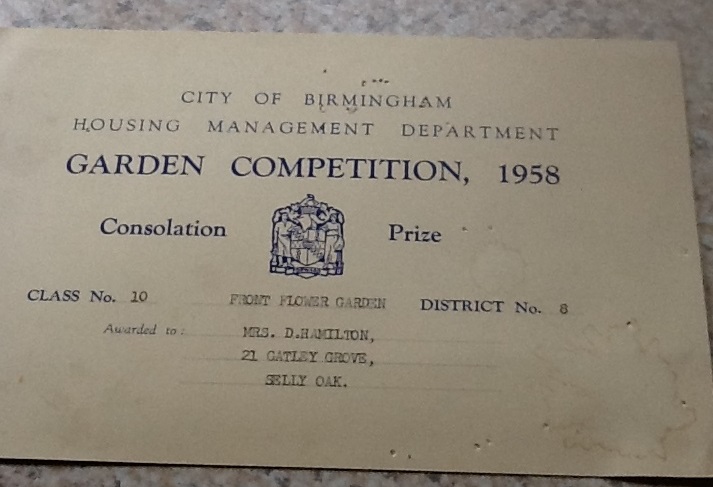 CITY OF BIRMINGHAM
HOUSING MANAGEMENT DEPARTMENT
GARDEN COMPETITION, 1958
Consolation Prize
CLASS No. 10 FRONT FLOWER GARDEN DISTRICT No. 8
Awarded to: MRS. D.HAMILTON,
21 GATLEY GROVE,
SELLY OAK.